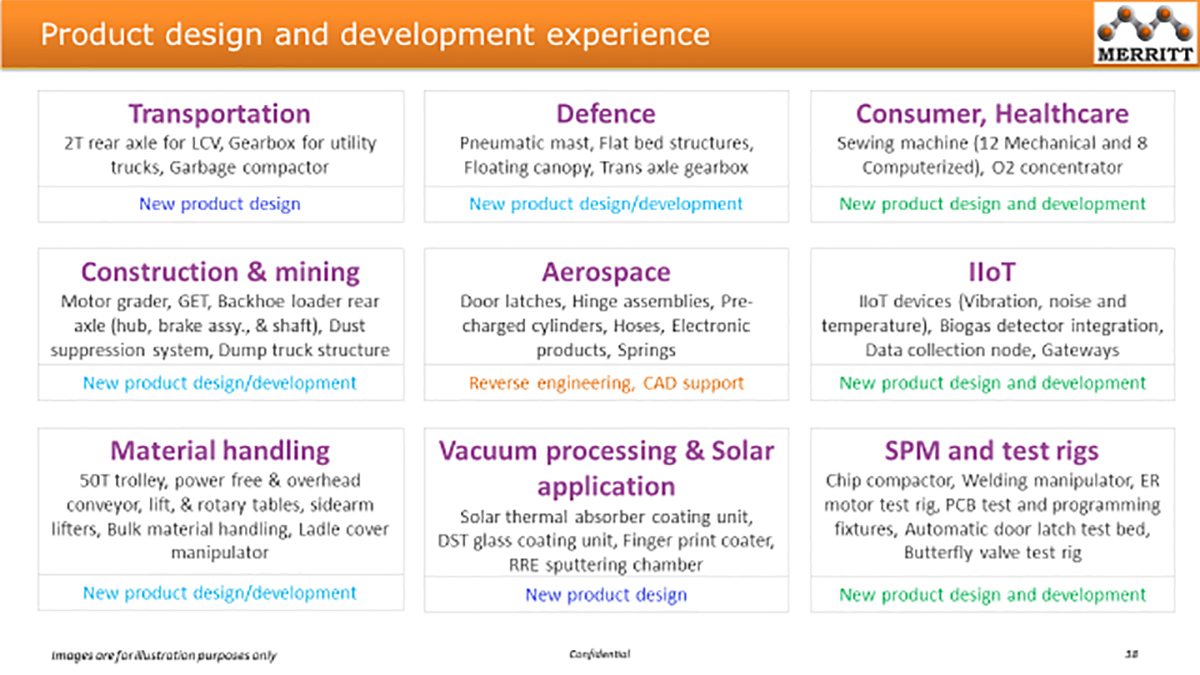 Product design and development experience
MERRITT
Transportation
2T rear axle for LCV, Gearbox for utility
trucks, Garbage compactor
New product design
Defence
Pneumatic mast, Flat bed structures,
Floating canopy, Trans axle gearbox
New product design/development
Consumer, Healthcare
Sewing machine (12 Mechanical and 8
Computerized), O2 concentrator
New product design and development
Construction & mining
Motor grader, GET, Backhoe loader rear
axle (hub, brake assy., & shaft), Dust
suppression system, Dump truck structure
New product design/development
Aerospace
Door latches, Hinge assemblies, Pre-
charged cylinders, Hoses, Electronic
products, Springs
Reverse engineering, CAD support
IIoT
IIoT devices (Vibration, noise and
temperature), Biogas detector integration,
Data collection node, Gateways
New product design and development
Material handling
50T trolley, power free & overhead
conveyor, lift, & rotary tables, sidearm
lifters, Bulk material handling, Ladle cover
manipulator
New product design/development
Vacuum processing & Solar
application
Solar thermal absorber coating unit,
DST glass coating unit, Finger print coater,
RRE sputtering chamber
New product design
SPM and test rigs
Chip compactor, Welding manipulator, ER
motor test rig, PCB test and programming
fixtures, Automatic door latch test bed,
Butterfly valve test rig
New product design and development
Images are for illustration purposes only
Confidential